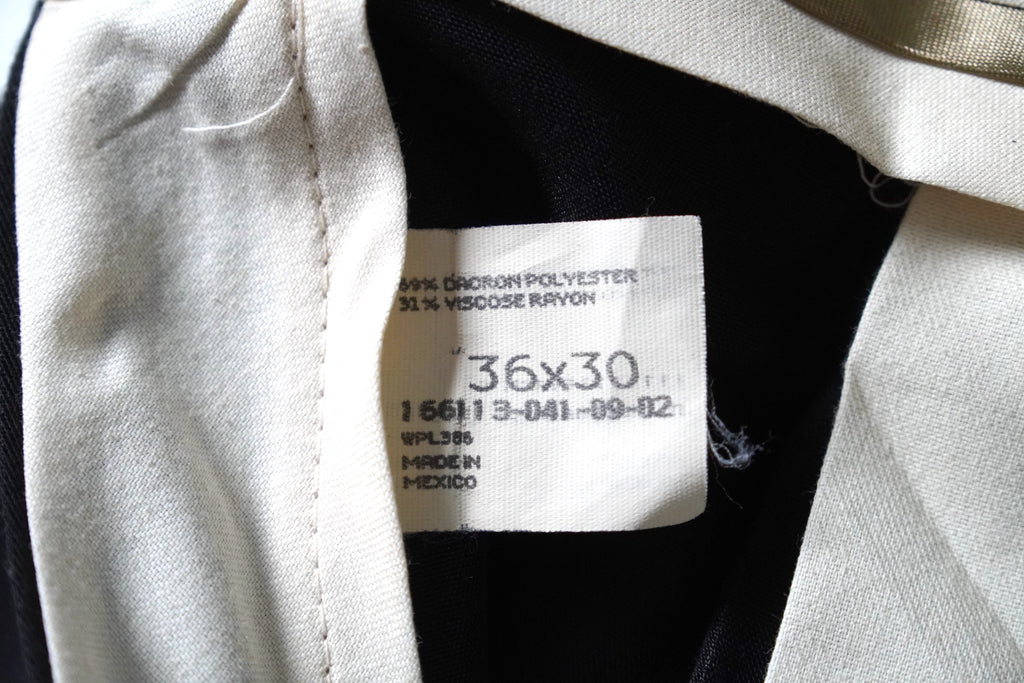 69% DACRON POLYESTER
31% VISCOSE RAYON
36x30
166113-041-09-02
WPL386
MADE IN
MEXICO